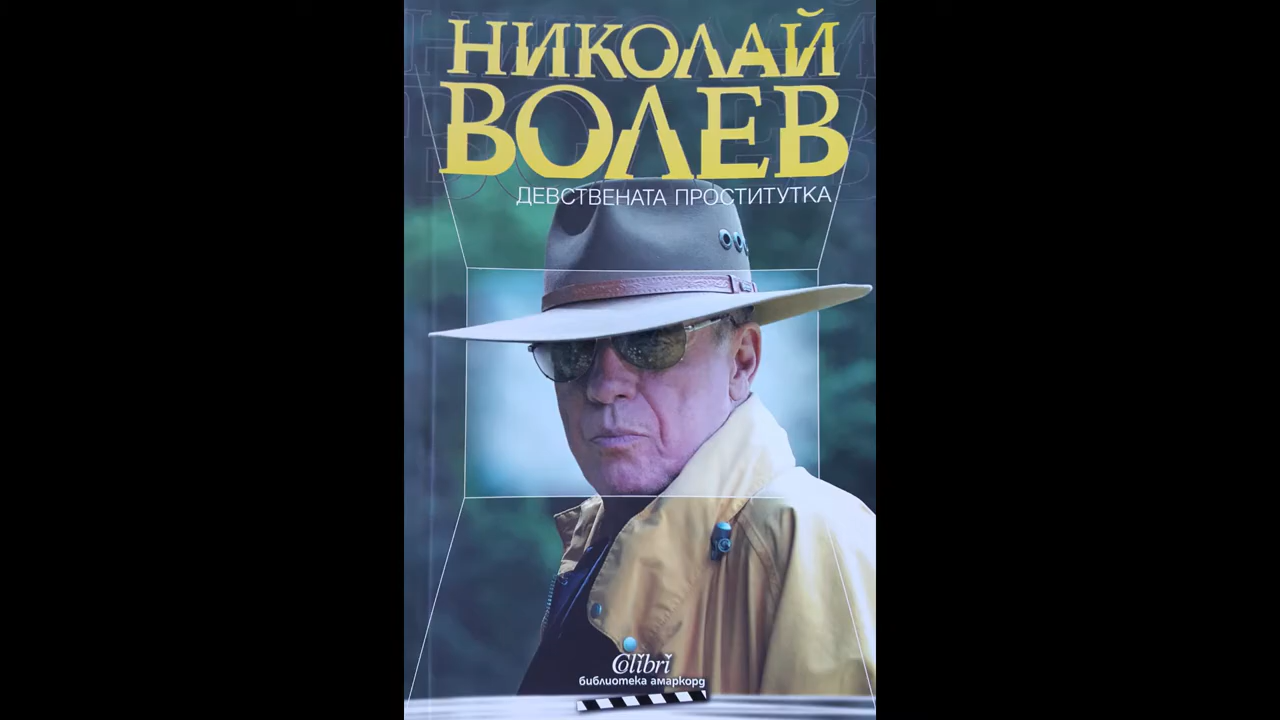 НИКОЛАЙ
ВОЛЕВ
ДЕВСТВЕНАТА ПРОСТИТУТКА
Colibri
библиотека амаркорд